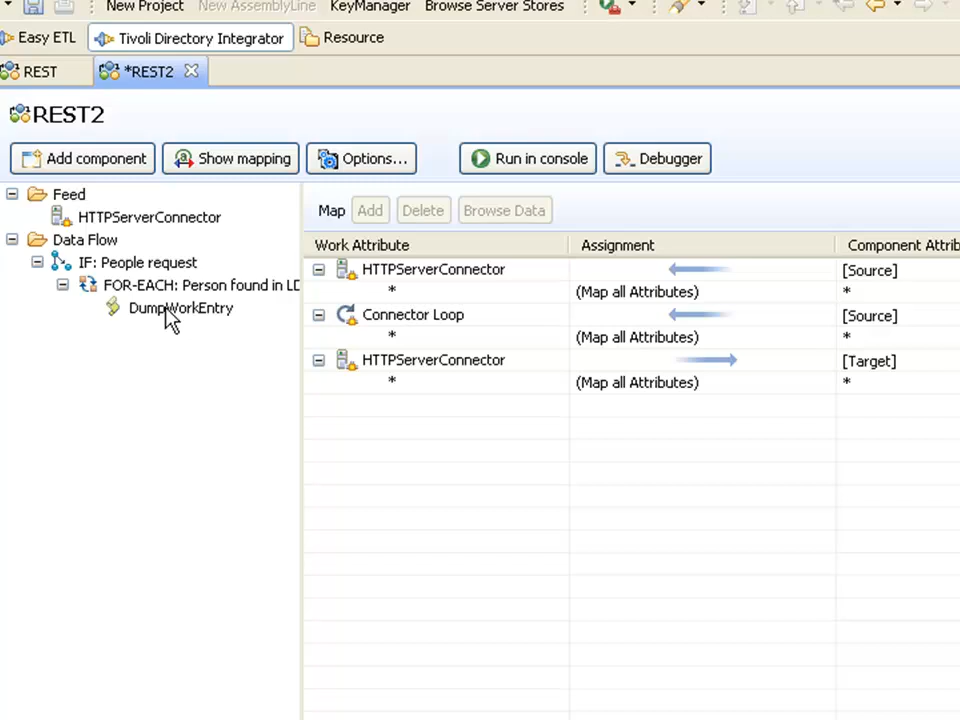 New Project New AssemblyLine KeyManager Browse Server Stores
Easy ETL Tivoli Directory Integrator Resource
REST *REST2
REST2
Add component Show mapping Options... Run in console Debugger
Feed
HTTPServerConnector
Data Flow
IF: People request
FOR-EACH: Person found in LD
DumpWorkEntry
Map Add Delete Browse Data
Work Attribute Assignment Component Attrib
HTTPServerConnector [Source]
* (Map all Attributes) *
Connector Loop [Source]
* (Map all Attributes) *
HTTPServerConnector [Target]
* (Map all Attributes) *